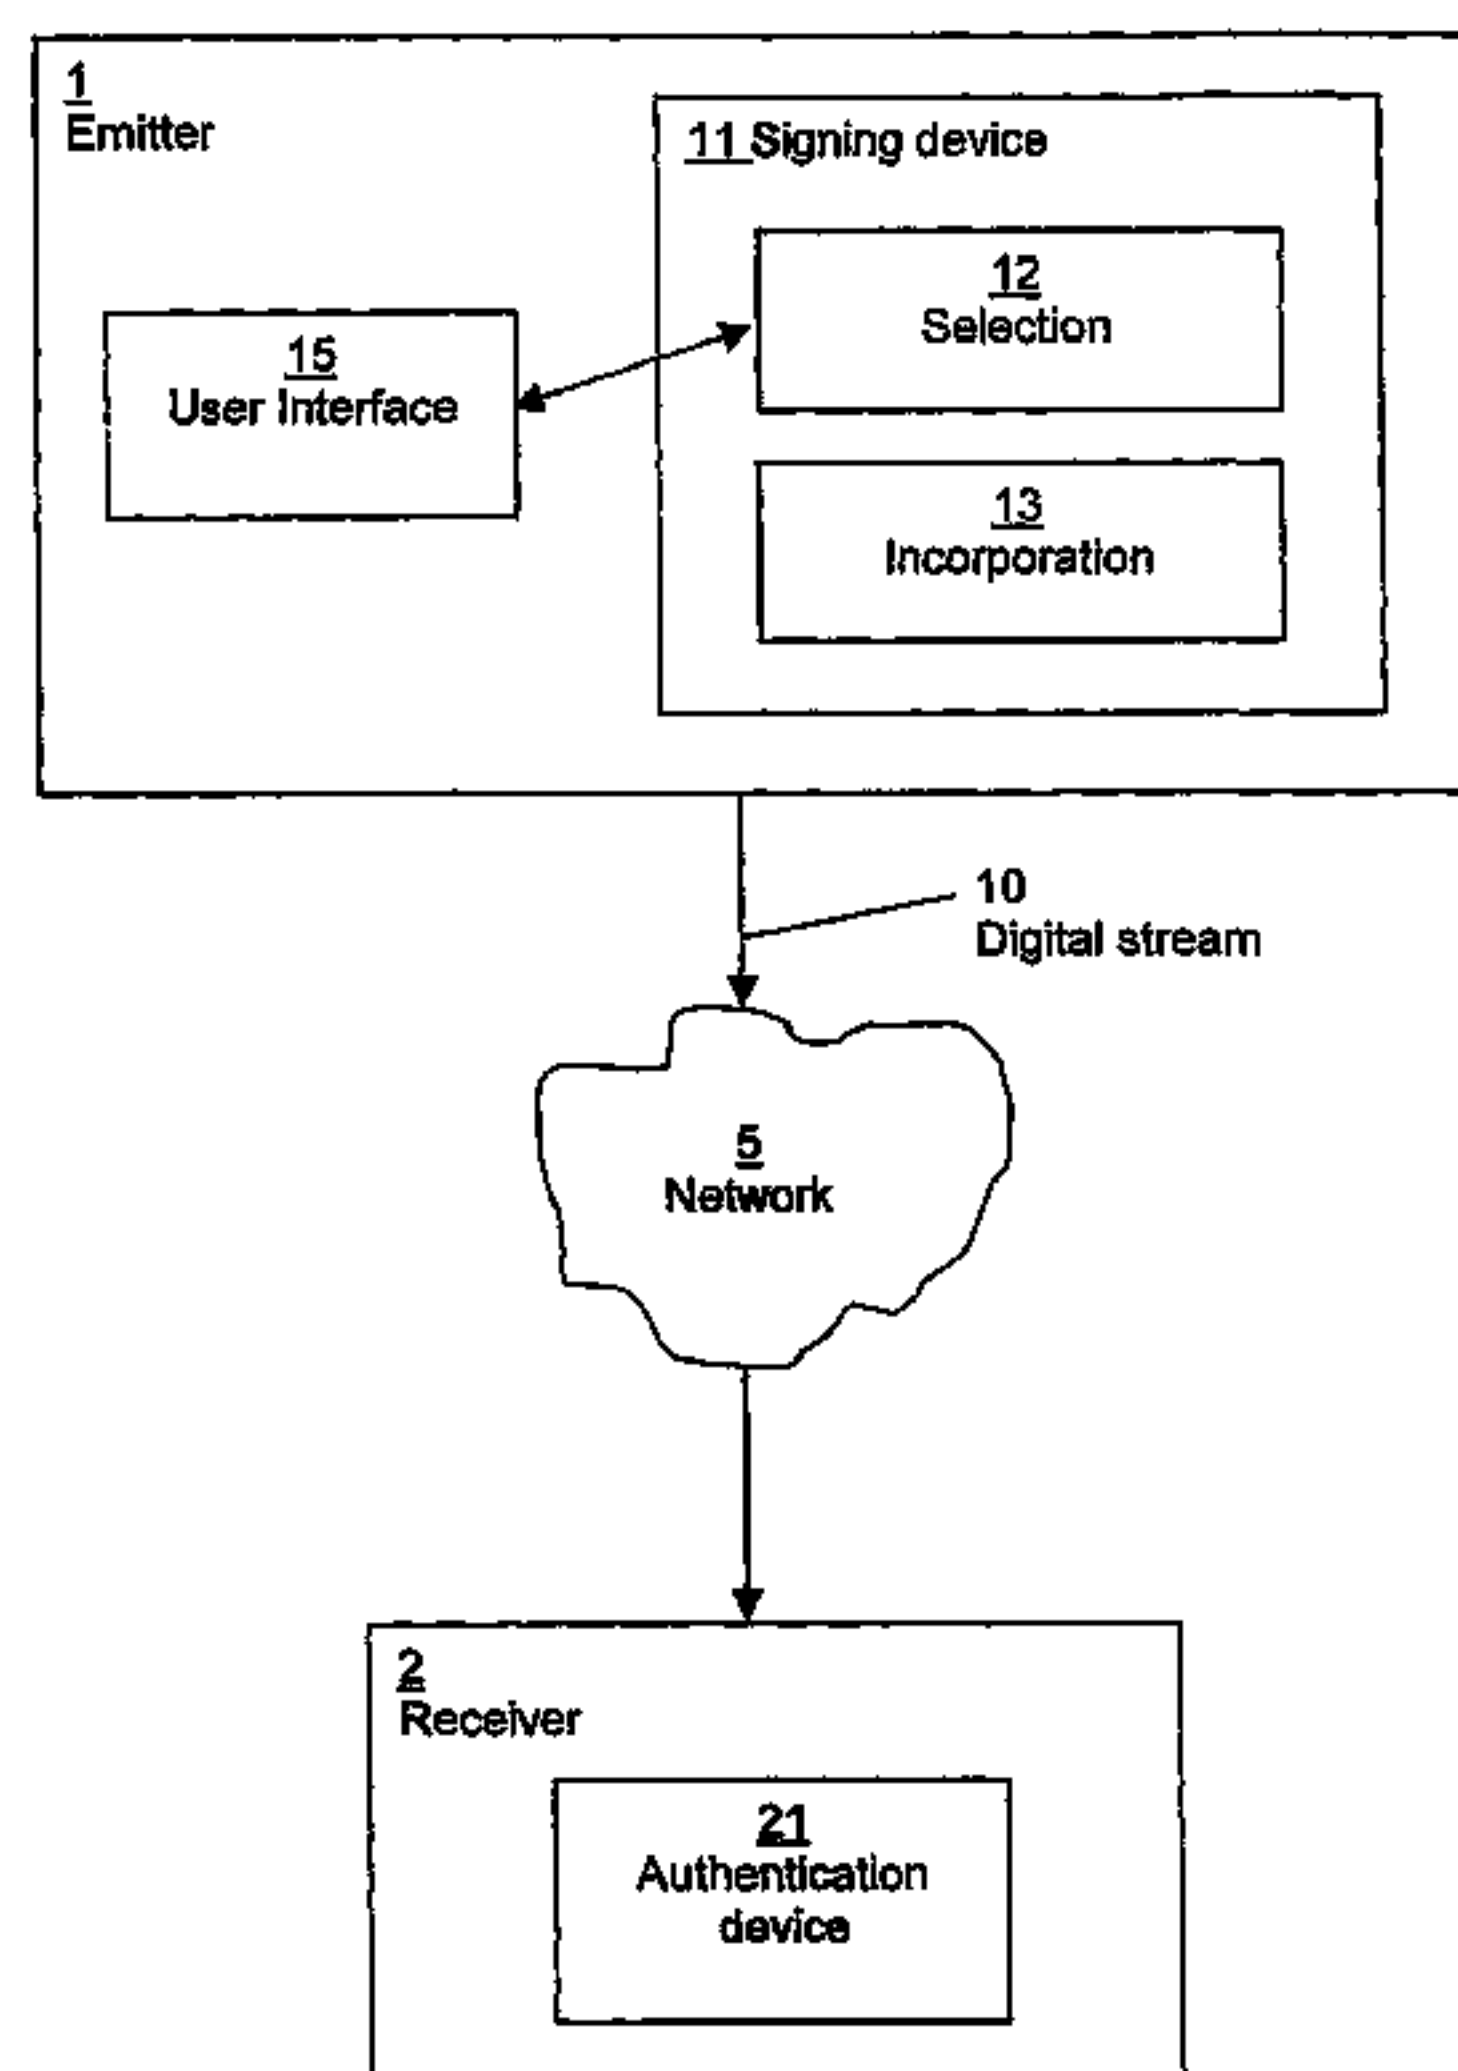 1
Emitter
11 Signing device
12
Selection
15
User Interface
13
Incorporation
10
Digital stream
5
Network
2
Receiver
21
Authentication
device